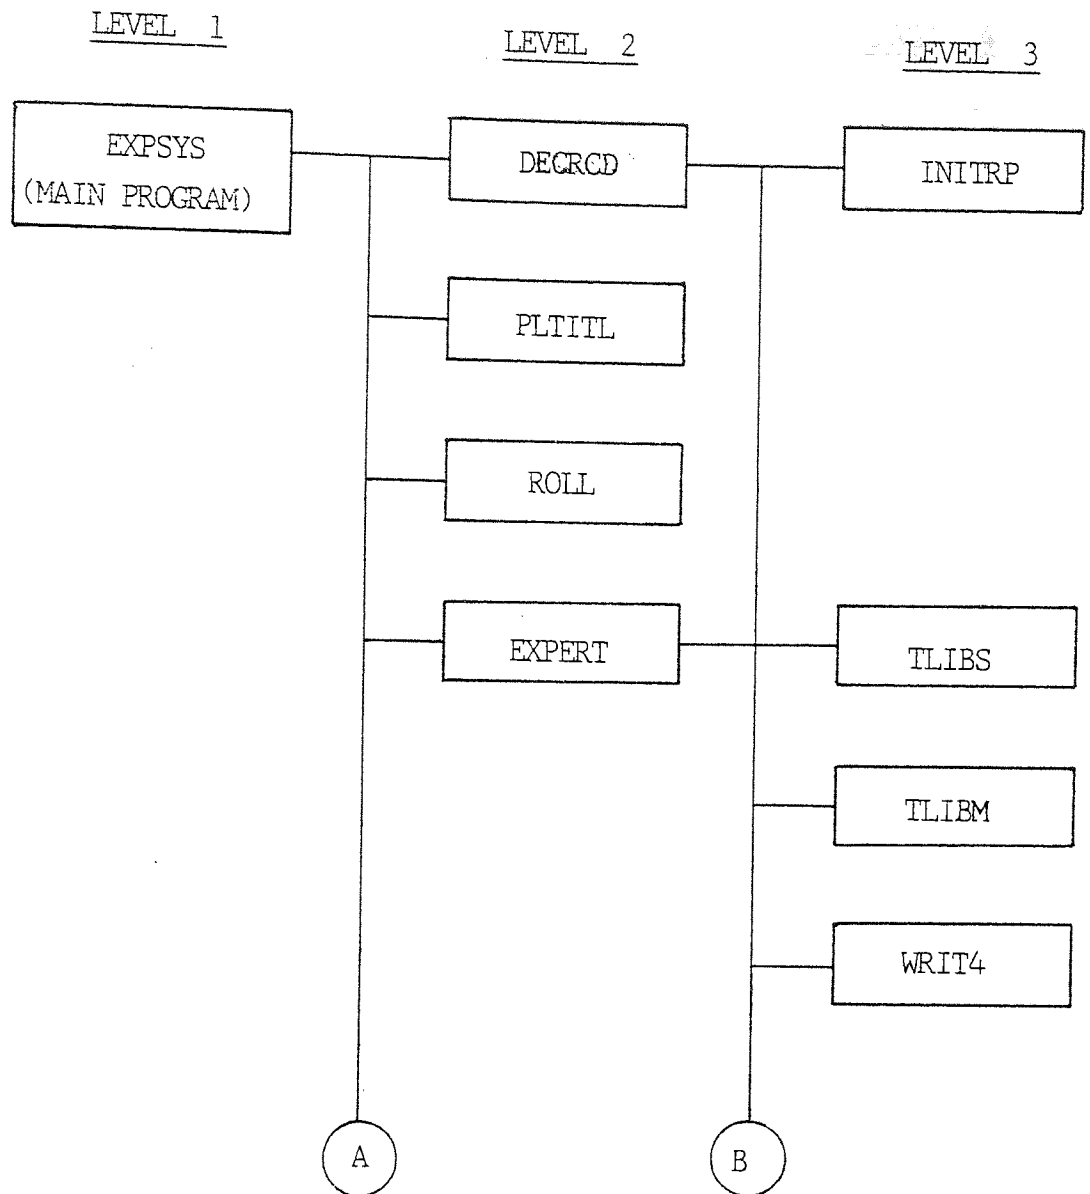 LEVEL 1
LEVEL 2
LEVEL 3
EXPSYS
(MAIN PROGRAM)
DECRCD
INITRP
PLTITL
ROLL
EXPERT
TLIBS
TLIBM
WRIT4
A
B